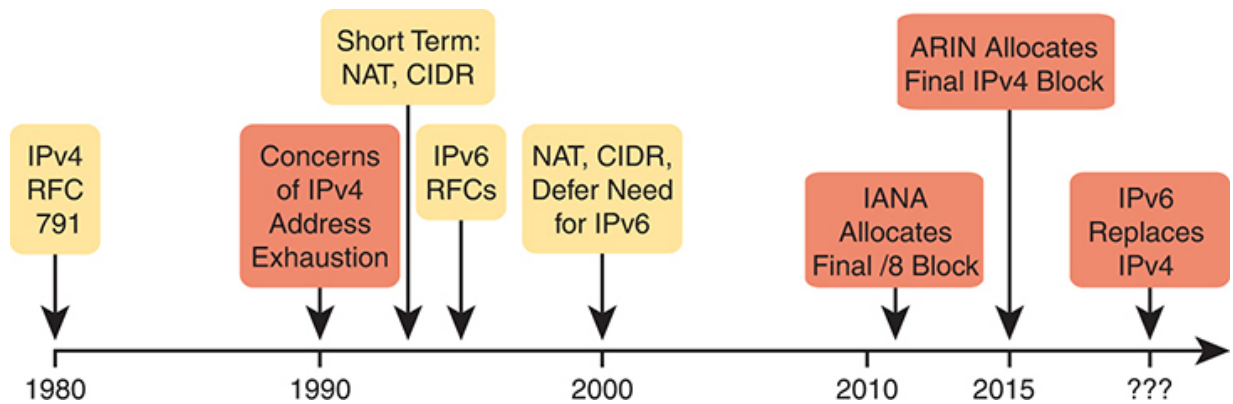 IPv4
RFC
791
Concerns
of IPv4
Address
Exhaustion
Short Term:
NAT, CIDR
IPv6
RFCs
NAT, CIDR,
Defer Need
for IPv6
IANA
Allocates
Final /8 Block
ARIN Allocates
Final IPv4 Block
IPv6
Replaces
IPv4
1980
1990
2000
2010
2015
???